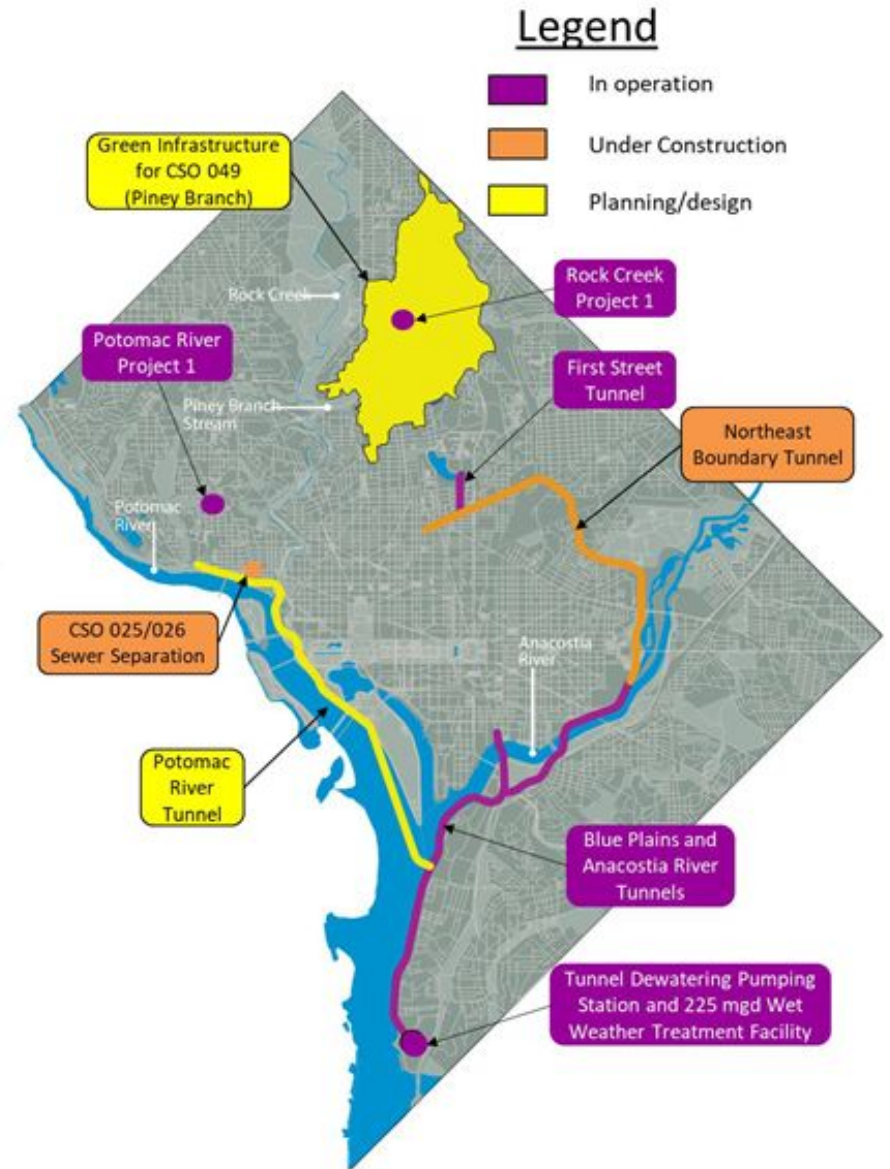 Legend
In operation
Under Construction
Planning/design
Green Infrastructure
for CSO 049
(Piney Branch)
Rock Creek
Rock Creek
Project 1
Potomac River
Project 1
First Street
Tunnel
Piney Branch
Stream
Northeast
Boundary Tunnel
Potomac
River
CSO 025/026
Sewer Separation
Anacostia
River
Potomac
River
Tunnel
Blue Plains and
Anacostia River
Tunnels
Tunnel Dewatering Pumping
Station and 225 mgd Wet
Weather Treatment Facility